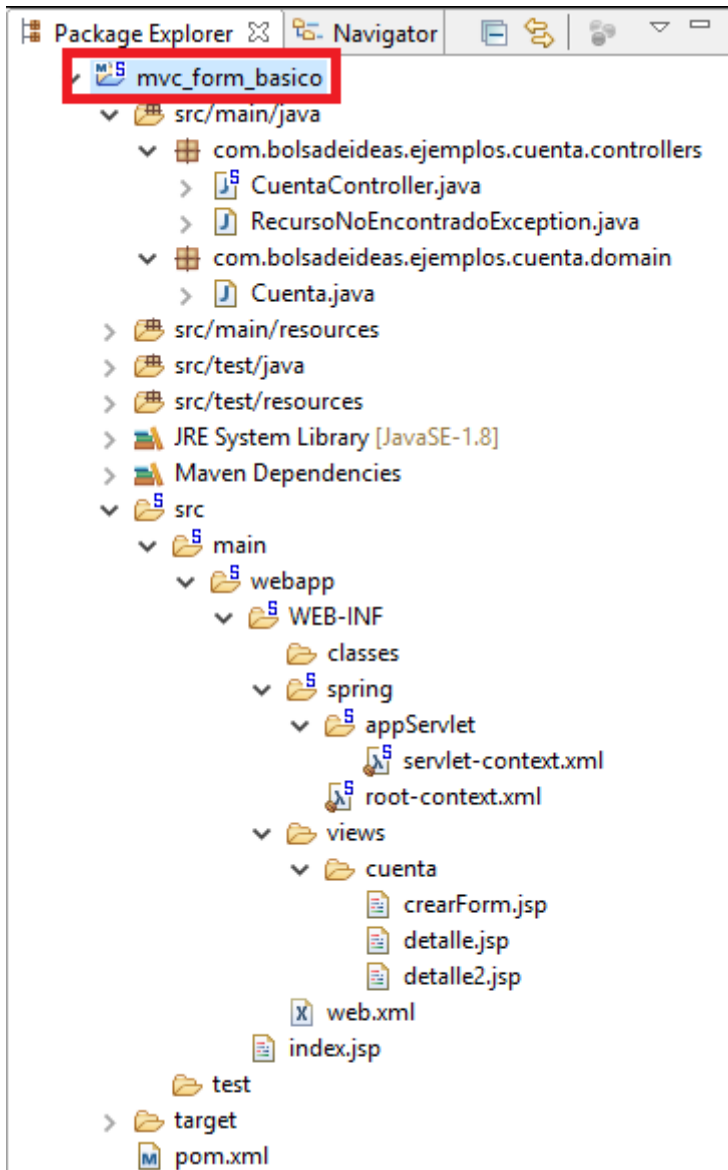 Package Explorer Navigator
mvc_form_basico
src/main/java
com.bolsadeideas.ejemplos.cuenta.controllers
CuentaController.java
RecursoNoEncontradoException.java
com.bolsadeideas.ejemplos.cuenta.domain
Cuenta.java
src/main/resources
src/test/java
src/test/resources
JRE System Library [JavaSE-1.8]
Maven Dependencies
src
main
webapp
WEB-INF
classes
spring
appServlet
servlet-context.xml
root-context.xml
views
cuenta
crearForm.jsp
detalle.jsp
detalle2.jsp
web.xml
index.jsp
test
target
pom.xml